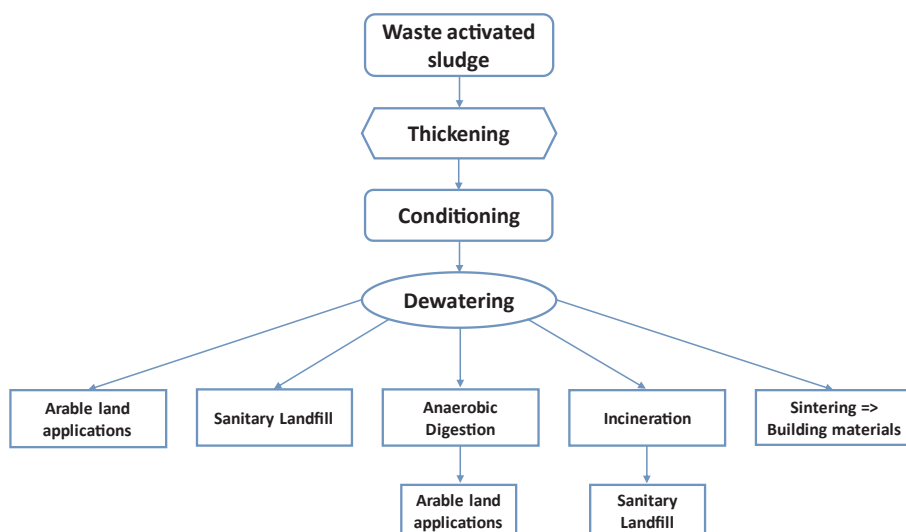 Waste activated
sludge
Thickening
Conditioning
Dewatering
Arable land
applications
Sanitary Landfill
Anaerobic
Digestion
Incineration
Sintering =>
Building materials
Arable land
applications
Sanitary
Landfill